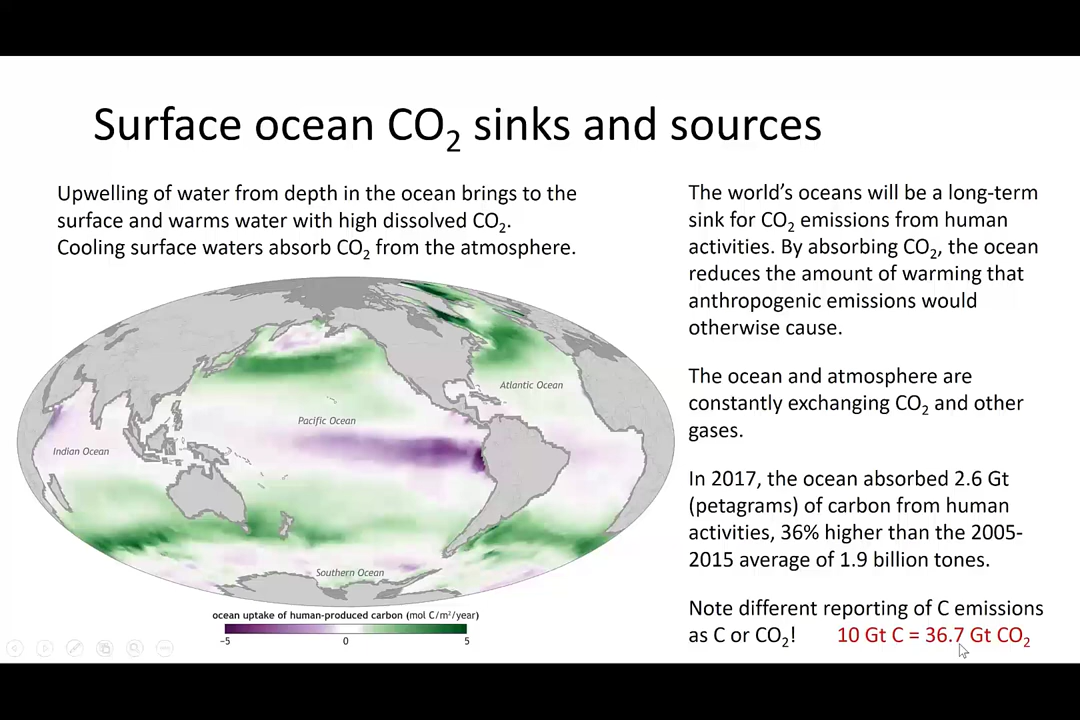 Surface ocean CO₂ sinks and sources
Upwelling of water from depth in the ocean brings to the
surface and warms water with high dissolved CO₂.
Cooling surface waters absorb CO₂ from the atmosphere.
Atlantic Ocean
Pacific Ocean
Indian Ocean
Southern Ocean
ocean uptake of human-produced carbon (mol C/m²/year)
-5 0 5
The world's oceans will be a long-term
sink for CO₂ emissions from human
activities. By absorbing CO₂, the ocean
reduces the amount of warming that
anthropogenic emissions would
otherwise cause.
The ocean and atmosphere are
constantly exchanging CO₂ and other
gases.
In 2017, the ocean absorbed 2.6 Gt
(petagrams) of carbon from human
activities, 36% higher than the 2005-
2015 average of 1.9 billion tones.
Note different reporting of C emissions
as C or CO₂! 10 Gt C = 36.7 Gt CO₂